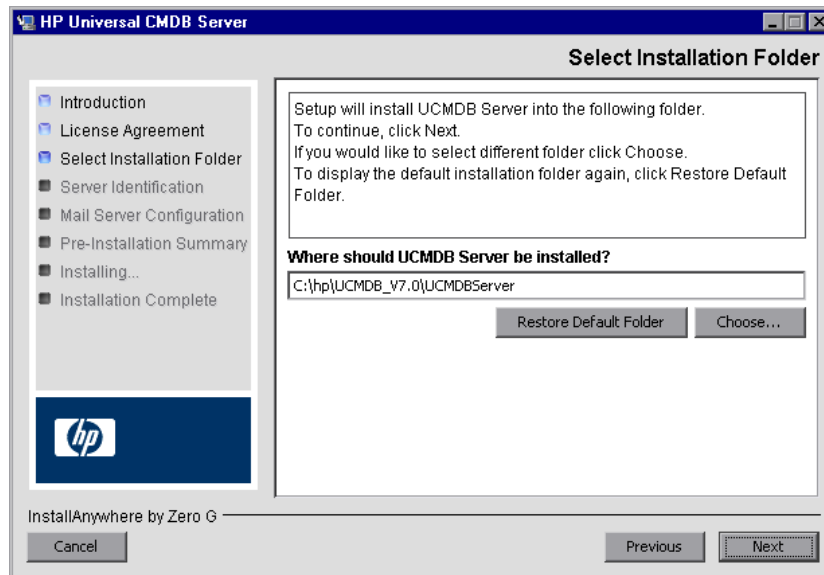 HP Universal CMDB Server
Select Installation Folder
Introduction
License Agreement
Select Installation Folder
Server Identification
Mail Server Configuration
Pre-Installation Summary
Installing...
Installation Complete
hp
Setup will install UCMDB Server into the following folder.
To continue, click Next.
If you would like to select different folder click Choose.
To display the default installation folder again, click Restore Default
Folder.
Where should UCMDB Server be installed?
C:\hp\UCMDB_V7.0\UCMDBServer
Restore Default Folder Choose...
InstallAnywhere by Zero G
Cancel Previous Next